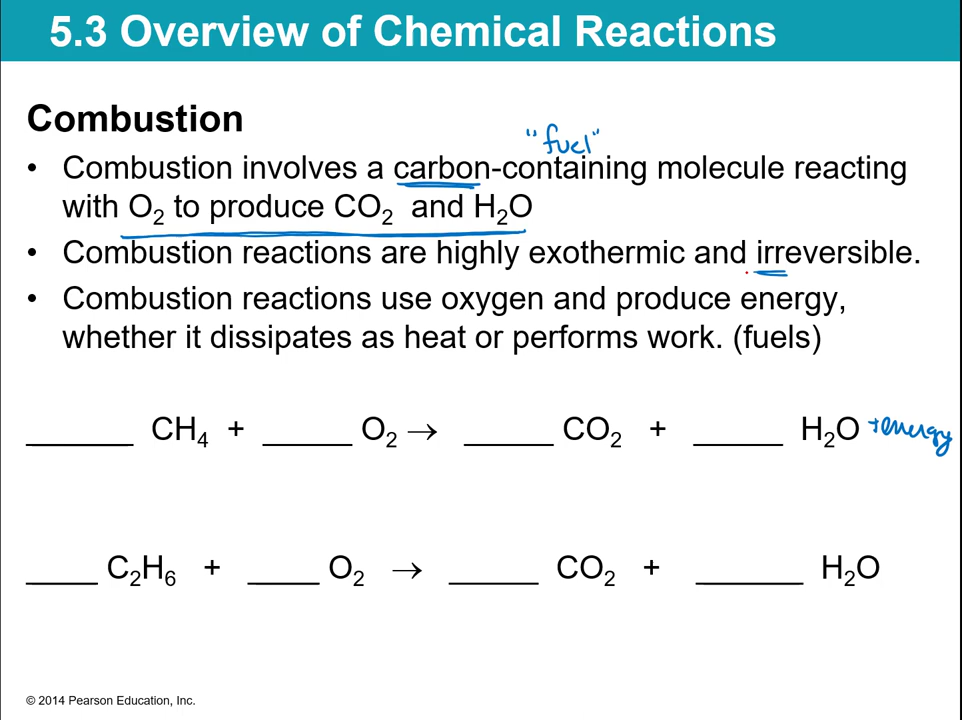 5.3 Overview of Chemical Reactions
Combustion
"fuel"
• Combustion involves a carbon-containing molecule reacting
with O₂ to produce CO₂ and H₂O
• Combustion reactions are highly exothermic and irreversible.
• Combustion reactions use oxygen and produce energy,
whether it dissipates as heat or performs work. (fuels)
______ CH₄ + _____ O₂ → _____ CO₂ + _____ H₂O +energy
____ C₂H₆ + ____ O₂ → _____ CO₂ + ______ H₂O
© 2014 Pearson Education, Inc.